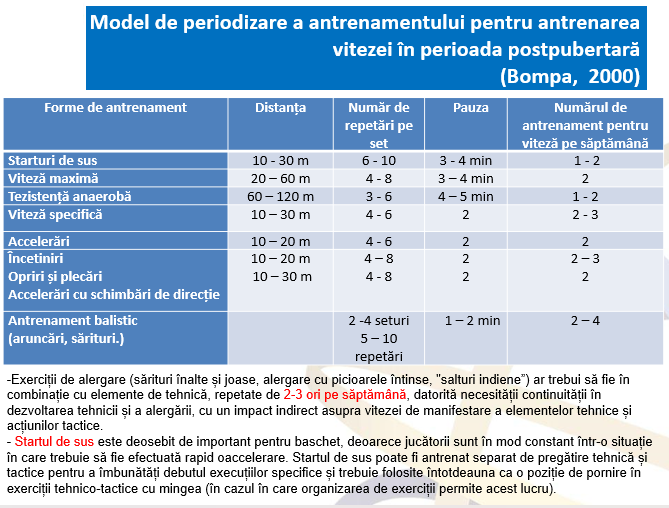 Model de periodizare a antrenamentului pentru antrenarea
vitezei în perioada postpubertară
(Bompa, 2000)
Forme de antrenament Distanța Număr de repetări pe set Pauza Numărul de antrenament pentru viteză pe săptămână
Starturi de sus 10 - 30 m 6 - 10 3 - 4 min 1 - 2
Viteză maximă 20 – 60 m 4 - 8 3 – 4 min 2
Tezistență anaerobă 60 – 120 m 3 - 6 4 – 5 min 1 - 2
Viteză specifică 10 – 30 m 4 - 6 2 2 - 3
Accelerări 10 – 20 m 4 - 6 2 2
Încetiniri 10 – 20 m 4 – 8 2 2 – 3
Opriri și plecări 10 – 30 m 4 - 8 2 2
Accelerări cu schimbări de direcție
Antrenament balistic 2 -4 seturi 1 – 2 min 2 – 4
(aruncări, sărituri.) 5 – 10
repetări
-Exerciții de alergare (sărituri înalte și joase, alergare cu picioarele întinse, "salturi indiene”) ar trebui să fie în
combinație cu elemente de tehnică, repetate de 2-3 ori pe săptămână, datorită necesității continuității în
dezvoltarea tehnicii și a alergării, cu un impact indirect asupra vitezei de manifestare a elementelor tehnice și
acțiunilor tactice.
- Startul de sus este deosebit de important pentru baschet, deoarece jucătorii sunt în mod constant într-o situație
în care trebuie să fie efectuată rapid oaccelerare. Startul de sus poate fi antrenat separat de pregătire tehnică și
tactice pentru a îmbunătăți debutul execuțiilor specifice și trebuie folosite întotdeauna ca o poziție de pornire în
exerciții tehnico-tactice cu mingea (în cazul în care organizarea de exerciții permite acest lucru).